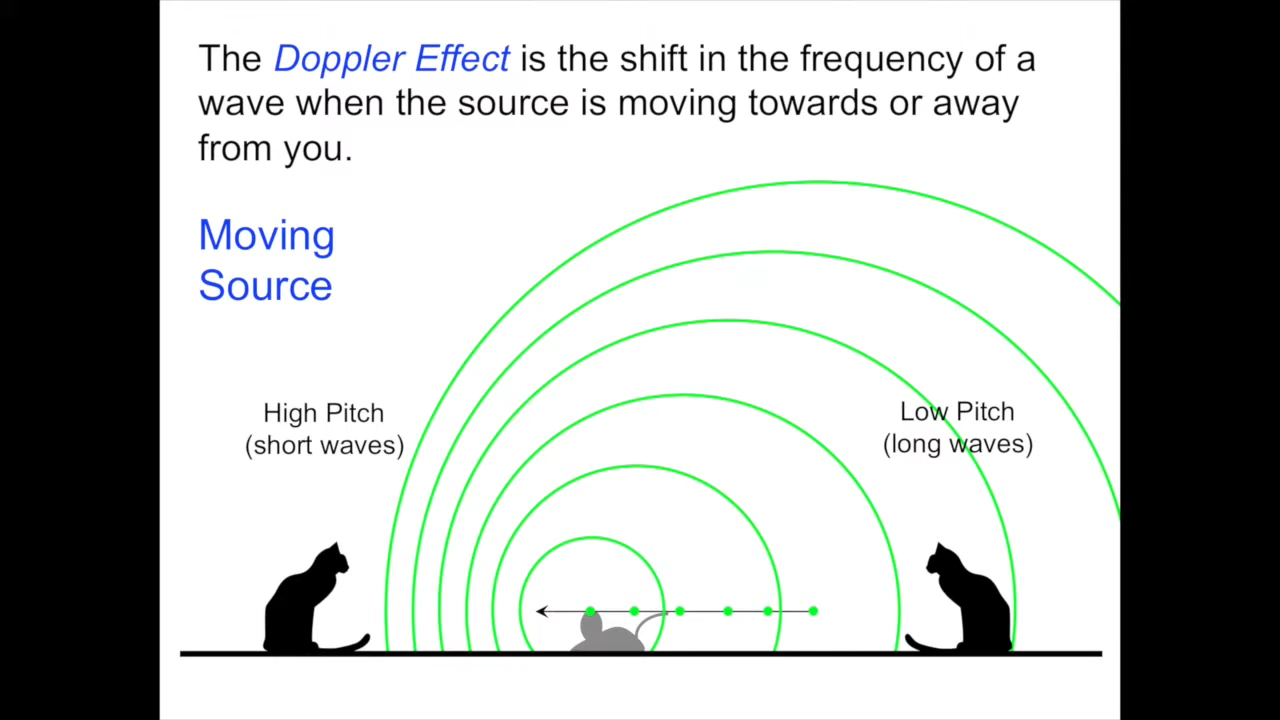 The Doppler Effect is the shift in the frequency of a
wave when the source is moving towards or away
from you.
Moving
Source
High Pitch
(short waves)
Low Pitch
(long waves)